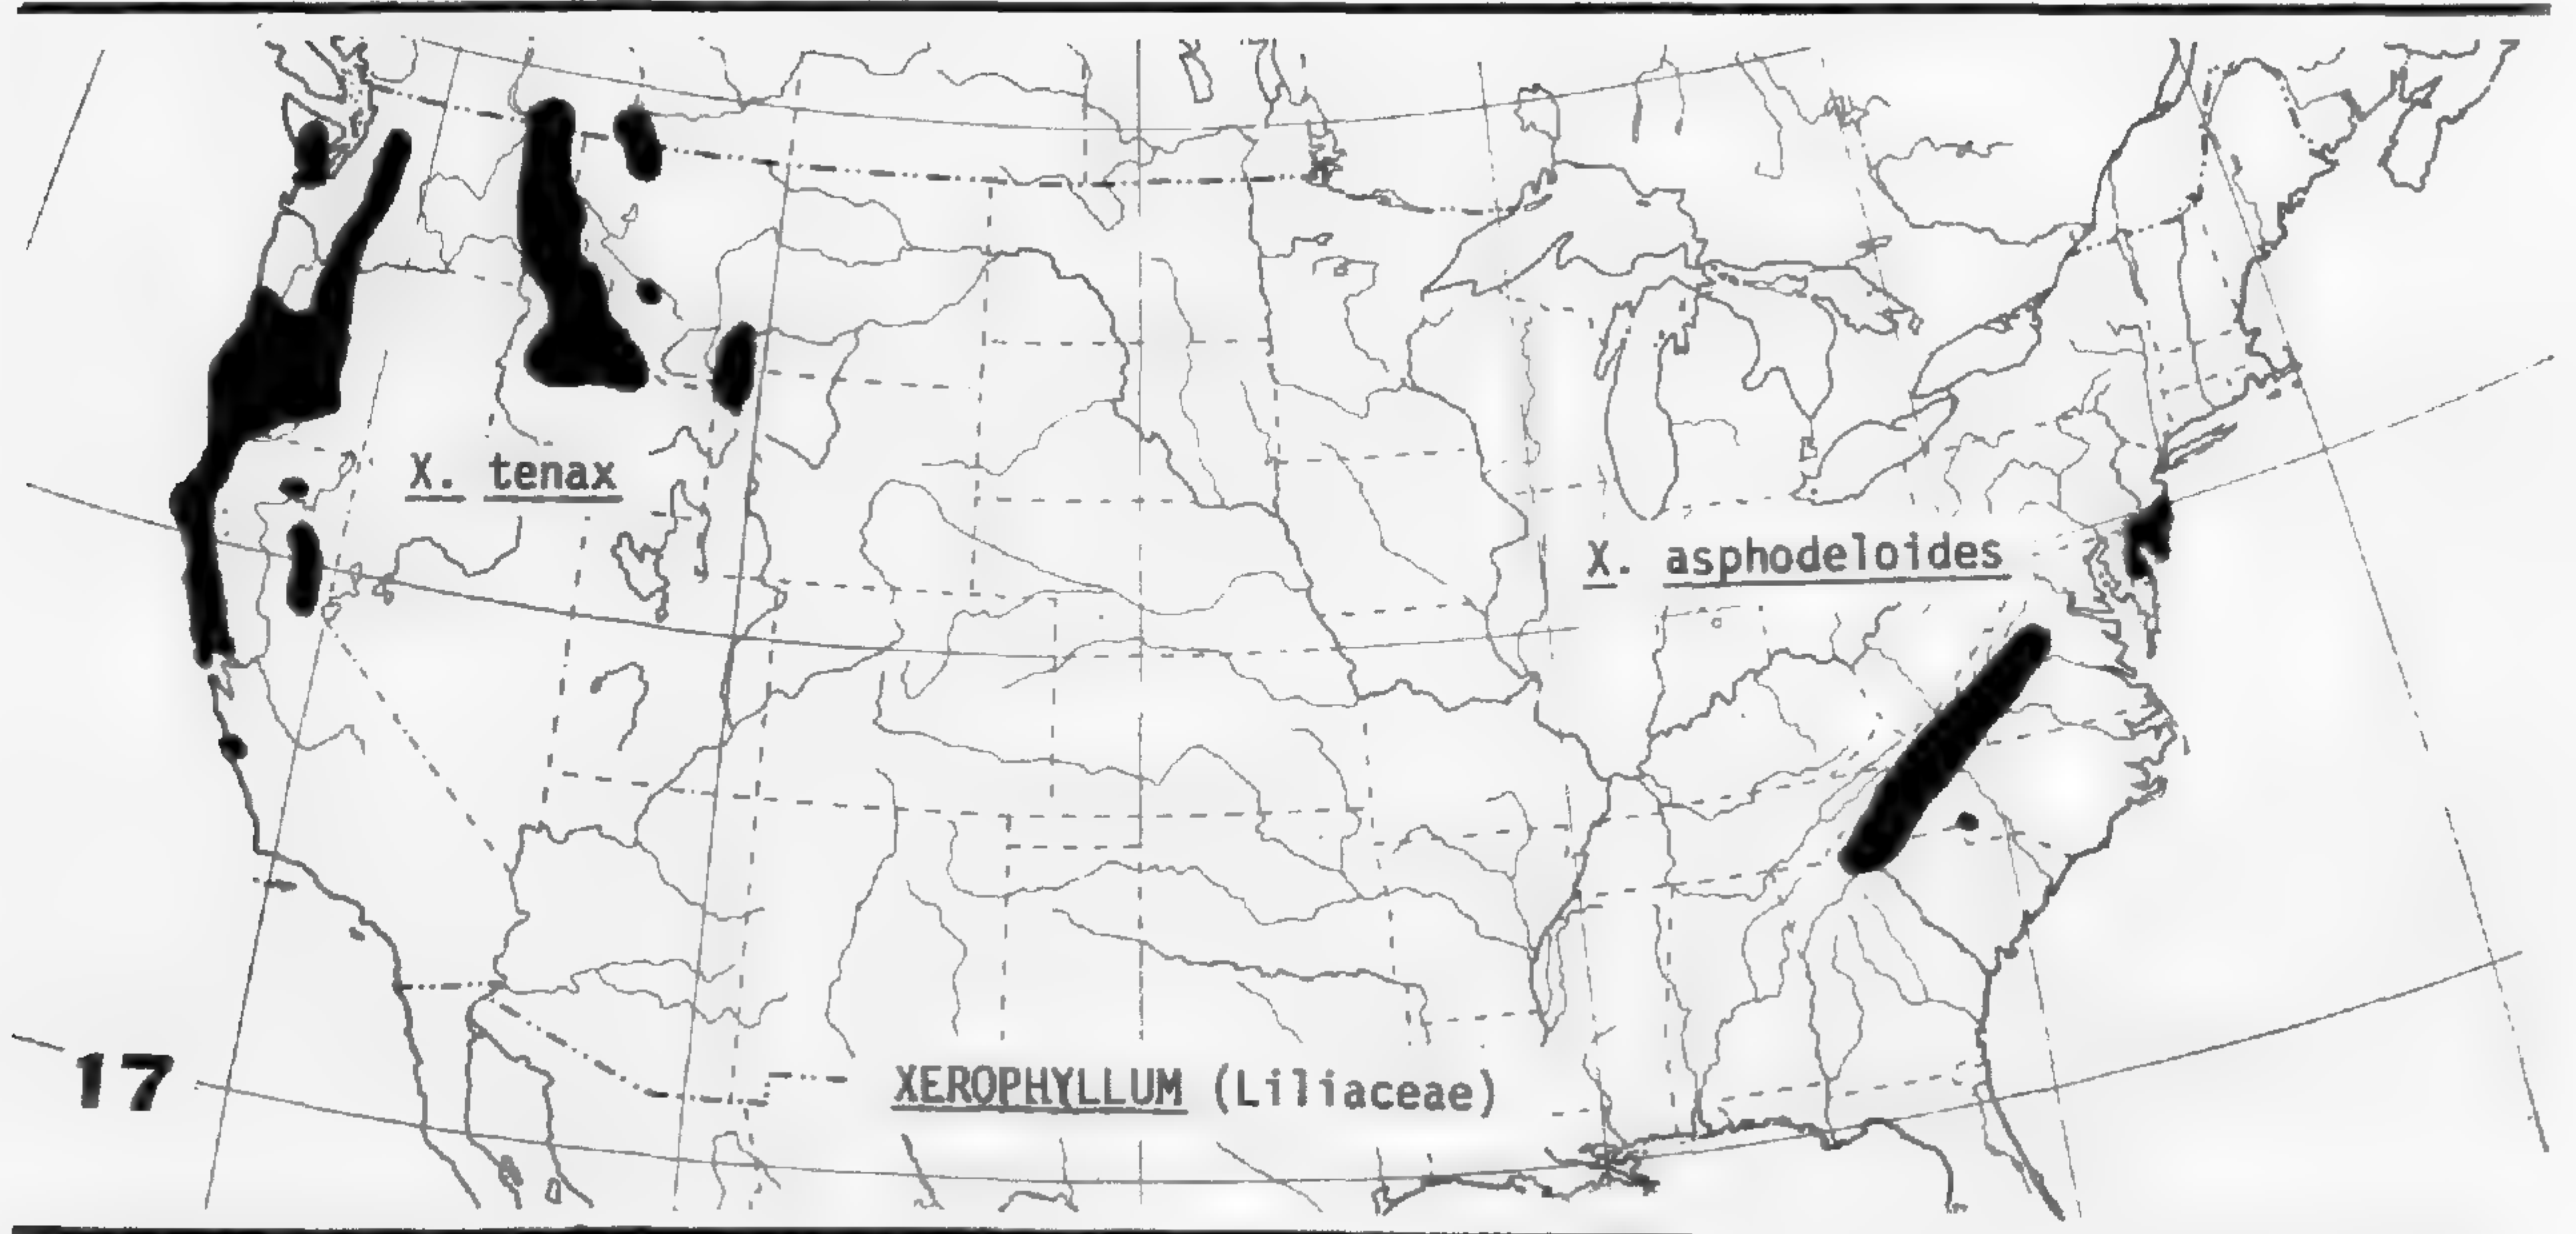 X. tenax
X. asphodeloides
17
XEROPHYLLUM (Liliaceae)